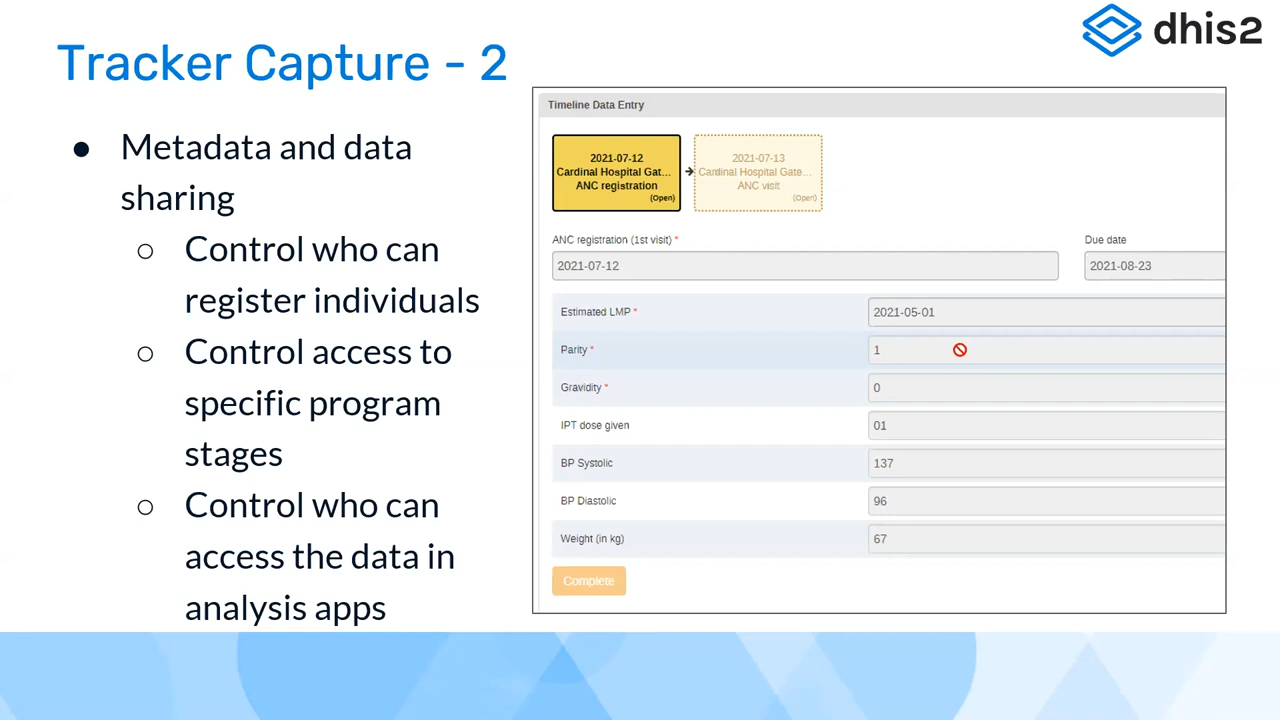 dhis2
Tracker Capture - 2
● Metadata and data
sharing
○ Control who can
register individuals
○ Control access to
specific program
stages
○ Control who can
access the data in
analysis apps
Timeline Data Entry
2021-07-12
Cardinal Hospital Gat...
ANC registration
(Open)
2021-07-13
Cardinal Hospital Gate...
ANC visit
(Open)
ANC registration (1st visit) *
2021-07-12
Due date
2021-08-23
Estimated LMP * 2021-05-01
Parity * 1
Gravidity * 0
IPT dose given 01
BP Systolic 137
BP Diastolic 96
Weight (in kg) 67
Complete